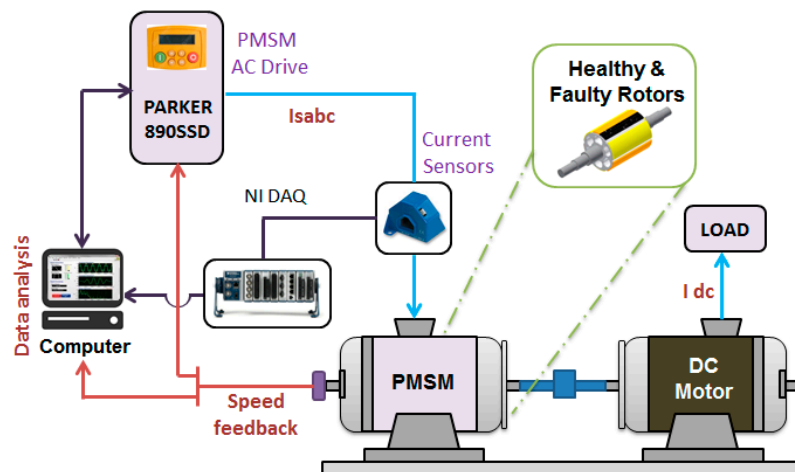 PMSM
AC Drive
PARKER
890SSD
Isabc
Healthy &
Faulty Rotors
Current
Sensors
NI DAQ
LOAD
I dc
Data analysis
Computer
PMSM
DC
Motor
Speed
feedback